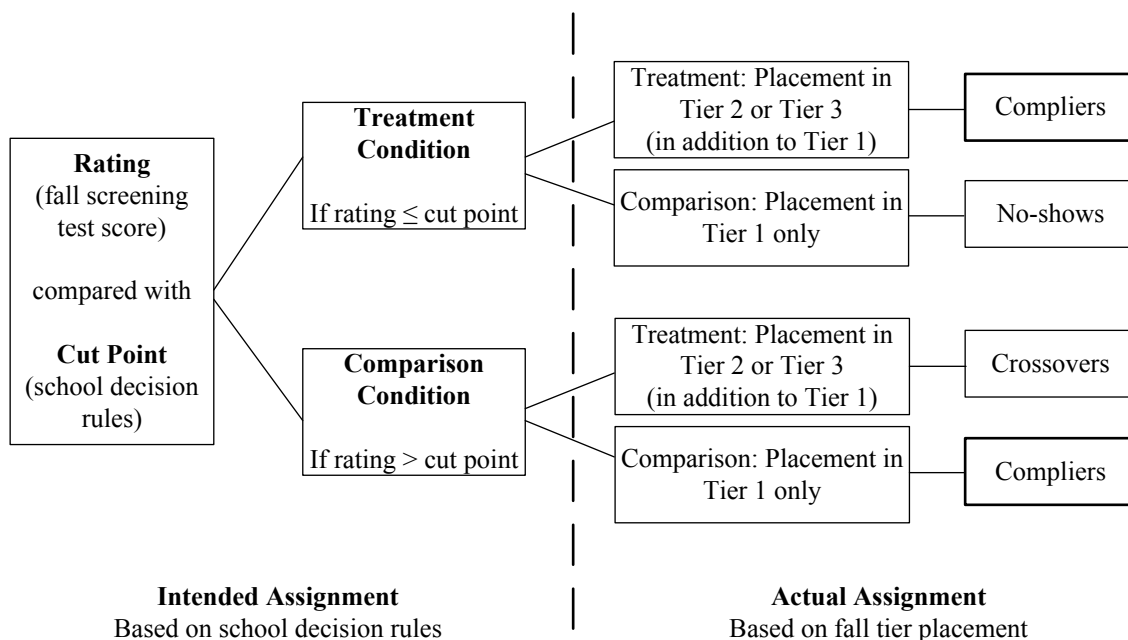 Rating
(fall screening
test score)
compared with
Cut Point
(school decision
rules)
Treatment
Condition
If rating ≤ cut point
Comparison
Condition
If rating > cut point
Treatment: Placement in
Tier 2 or Tier 3
(in addition to Tier 1)
Compliers
Comparison: Placement in
Tier 1 only
No-shows
Treatment: Placement in
Tier 2 or Tier 3
(in addition to Tier 1)
Crossovers
Comparison: Placement in
Tier 1 only
Compliers
Intended Assignment
Based on school decision rules
Actual Assignment
Based on fall tier placement